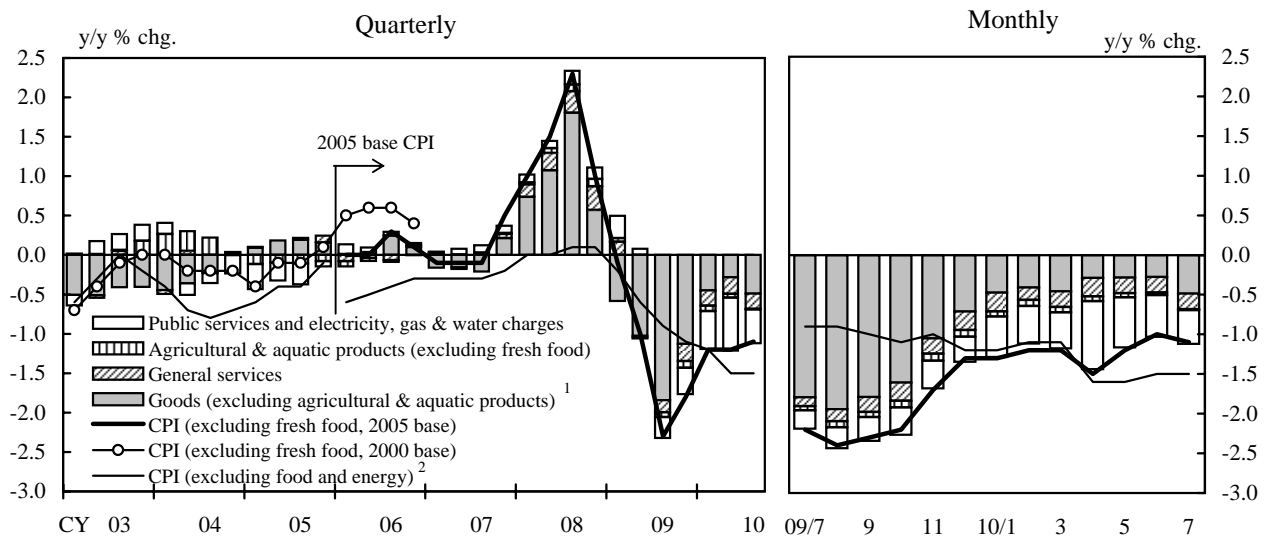 Quarterly
Monthly
y/y % chg.
y/y % chg.
2.5
2.0
1.5
1.0
0.5
0.0
-0.5
-1.0
-1.5
-2.0
-2.5
-3.0
2005 base CPI
Public services and electricity, gas & water charges
Agricultural & aquatic products (excluding fresh food)
General services
Goods (excluding agricultural & aquatic products) 1
CPI (excluding fresh food, 2005 base)
CPI (excluding fresh food, 2000 base)
CPI (excluding food and energy) 2
CY 03 04 05 06 07 08 09 10
2.5
2.0
1.5
1.0
0.5
0.0
-0.5
-1.0
-1.5
-2.0
-2.5
-3.0
09/7 9 11 10/1 3 5 7